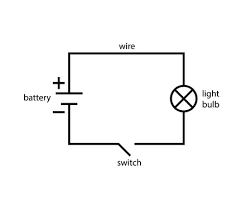 wire
+
battery
−
light
bulb
switch